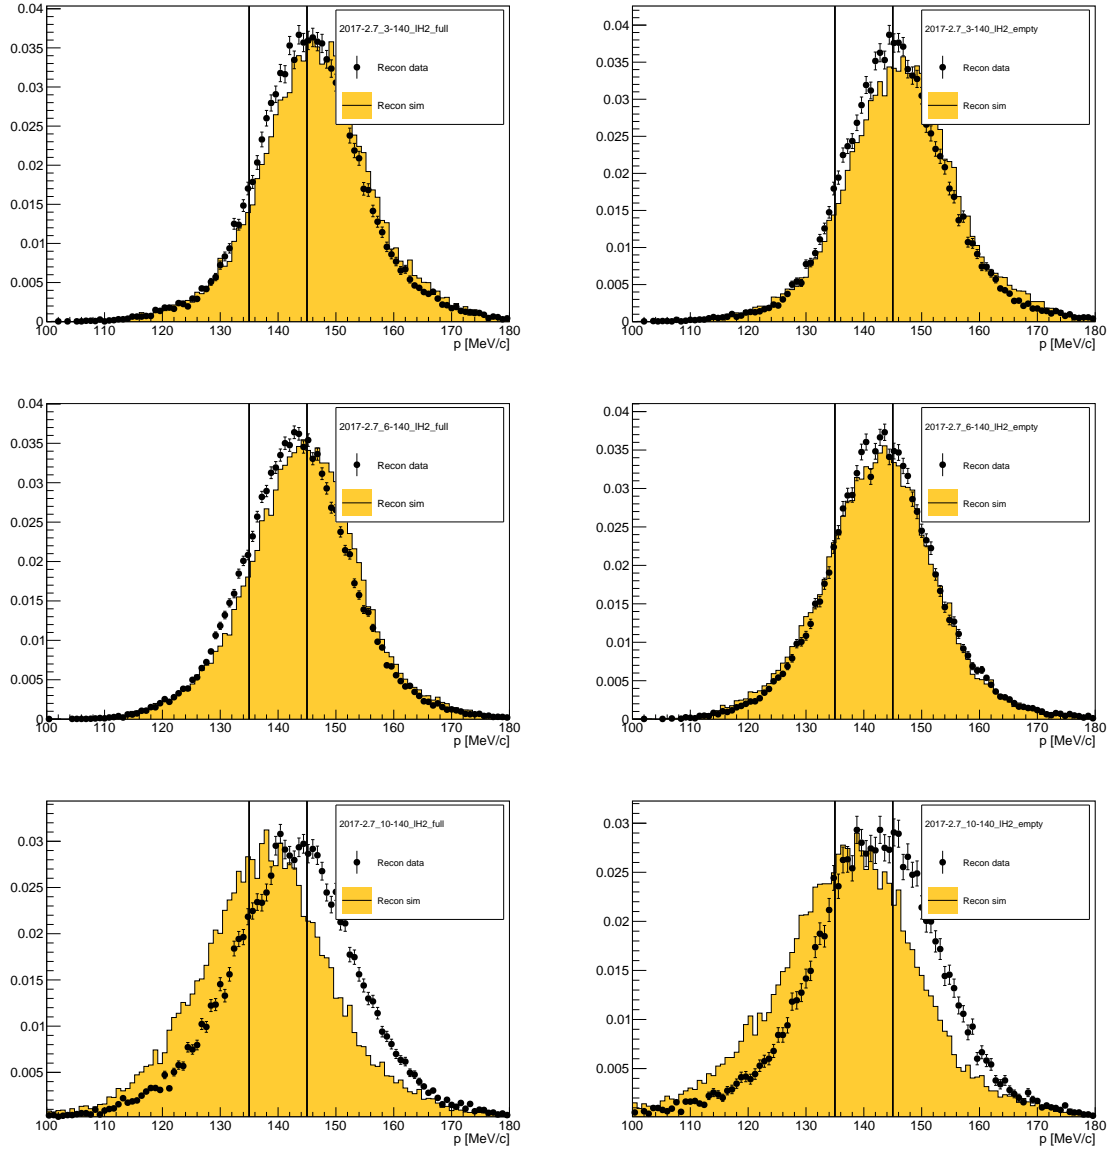 2017-2.7_3-140_lH2_full
Recon data
Recon sim
0
0.005
0.01
0.015
0.02
0.025
0.03
0.035
0.04
100 110 120 130 140 150 160 170 180
p [MeV/c]
2017-2.7_3-140_lH2_empty
Recon data
Recon sim
0
0.005
0.01
0.015
0.02
0.025
0.03
0.035
0.04
100 110 120 130 140 150 160 170 180
p [MeV/c]
2017-2.7_6-140_lH2_full
Recon data
Recon sim
0
0.005
0.01
0.015
0.02
0.025
0.03
0.035
0.04
100 110 120 130 140 150 160 170 180
p [MeV/c]
2017-2.7_6-140_lH2_empty
Recon data
Recon sim
0
0.005
0.01
0.015
0.02
0.025
0.03
0.035
0.04
100 110 120 130 140 150 160 170 180
p [MeV/c]
2017-2.7_10-140_lH2_full
Recon data
Recon sim
0.005
0.01
0.015
0.02
0.025
0.03
100 110 120 130 140 150 160 170 180
p [MeV/c]
2017-2.7_10-140_lH2_empty
Recon data
Recon sim
0.005
0.01
0.015
0.02
0.025
0.03
100 110 120 130 140 150 160 170 180
p [MeV/c]